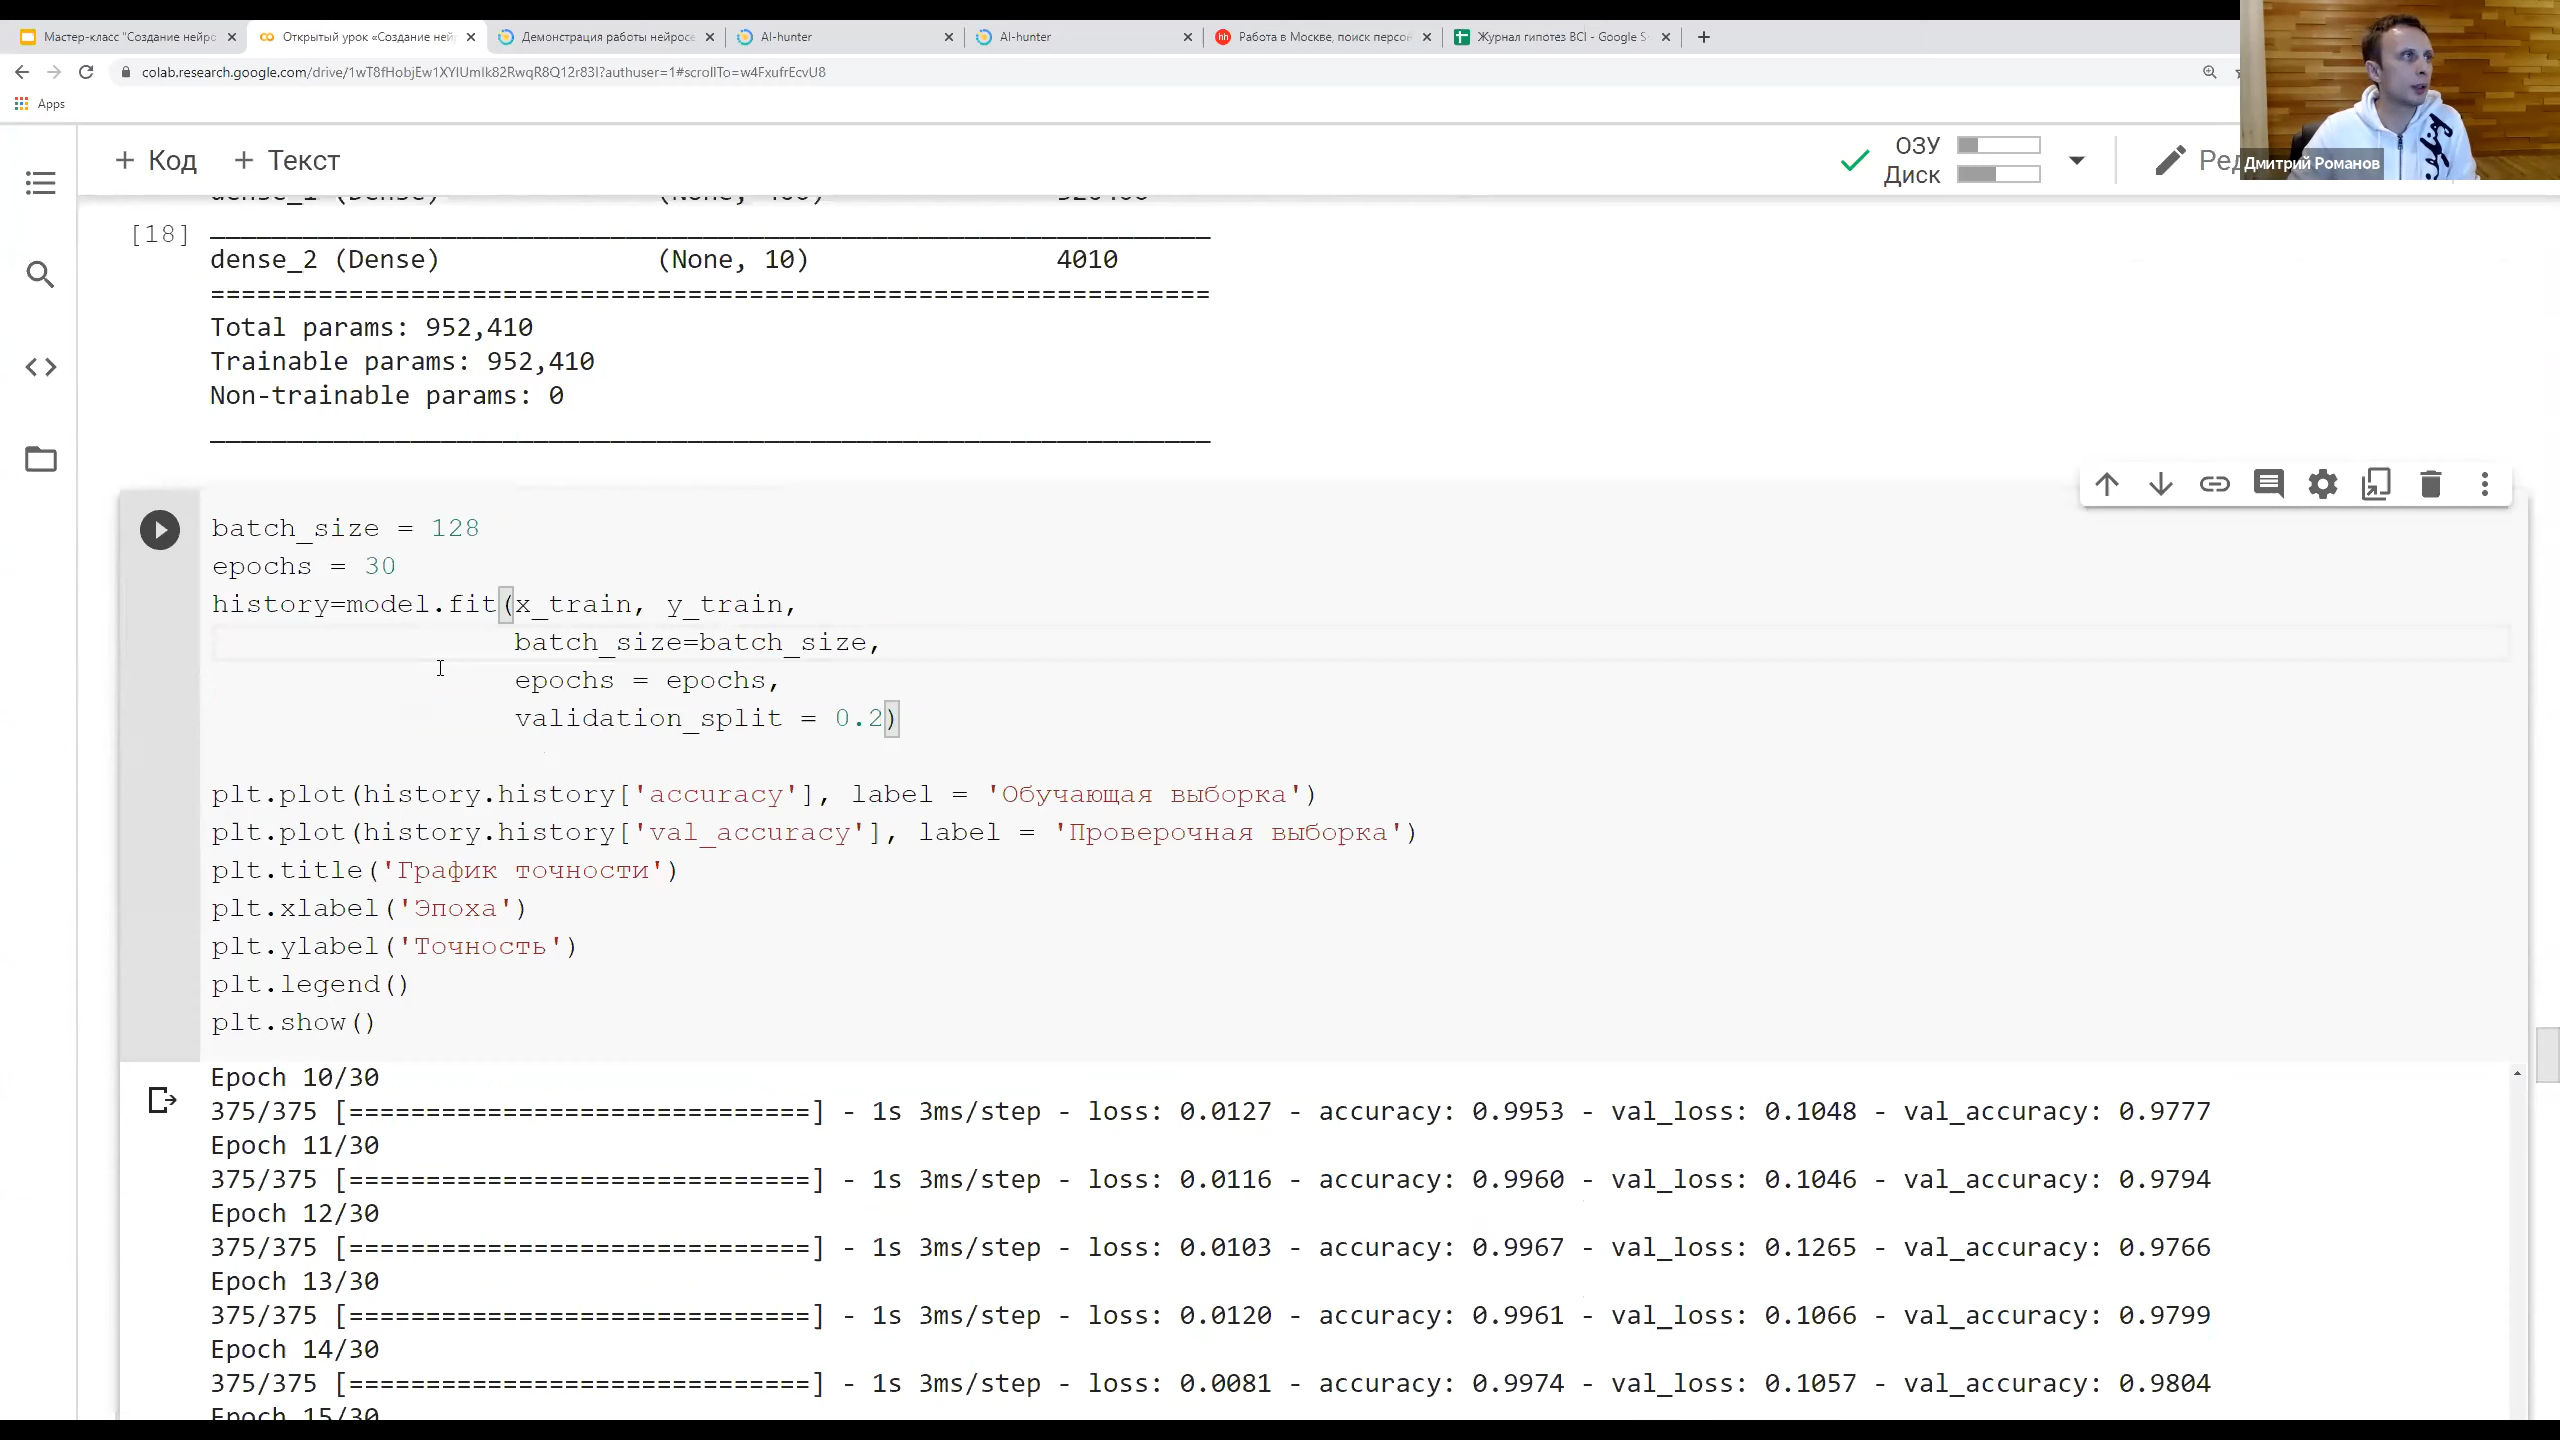 Мастер-класс "Создание нейро
Открытый урок «Создание ней
Демонстрация работы нейросе
AI-hunter
AI-hunter
Работа в Москве, поиск персо
Журнал гипотез BCI - Google S
colab.research.google.com/drive/1wT8fHobjEw1XYIUmIk82RwqR8Q12r83I?authuser=1#scrollTo=w4FxufrEcvU8
Apps
+ Код + Текст
ОЗУ
Диск
Ред
Дмитрий Романов
[18]
dense_2 (Dense) (None, 10) 4010
=================================================================
Total params: 952,410
Trainable params: 952,410
Non-trainable params: 0
batch_size = 128
epochs = 30
history=model.fit(x_train, y_train,
batch_size=batch_size,
epochs = epochs,
validation_split = 0.2)
plt.plot(history.history['accuracy'], label = 'Обучающая выборка')
plt.plot(history.history['val_accuracy'], label = 'Проверочная выборка')
plt.title('График точности')
plt.xlabel('Эпоха')
plt.ylabel('Точность')
plt.legend()
plt.show()
Epoch 10/30
375/375 [==============================] - 1s 3ms/step - loss: 0.0127 - accuracy: 0.9953 - val_loss: 0.1048 - val_accuracy: 0.9777
Epoch 11/30
375/375 [==============================] - 1s 3ms/step - loss: 0.0116 - accuracy: 0.9960 - val_loss: 0.1046 - val_accuracy: 0.9794
Epoch 12/30
375/375 [==============================] - 1s 3ms/step - loss: 0.0103 - accuracy: 0.9967 - val_loss: 0.1265 - val_accuracy: 0.9766
Epoch 13/30
375/375 [==============================] - 1s 3ms/step - loss: 0.0120 - accuracy: 0.9961 - val_loss: 0.1066 - val_accuracy: 0.9799
Epoch 14/30
375/375 [==============================] - 1s 3ms/step - loss: 0.0081 - accuracy: 0.9974 - val_loss: 0.1057 - val_accuracy: 0.9804
Epoch 15/30